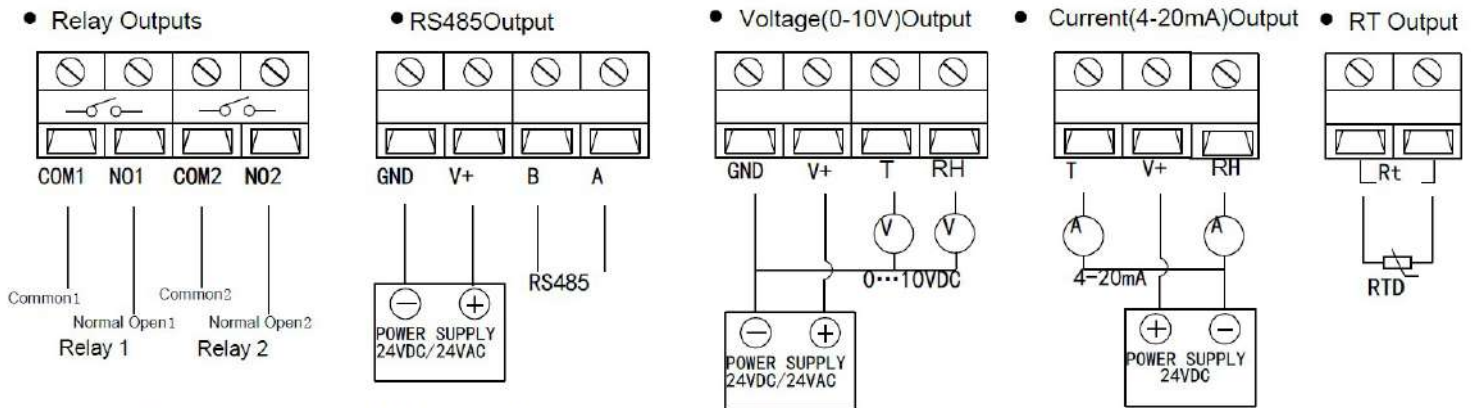 ● Relay Outputs
COM1 NO1 COM2 NO2
Common1
Normal Open1
Relay 1
Common2
Normal Open2
Relay 2
● RS485Output
GND V+ B A
RS485
POWER SUPPLY
24VDC/24VAC
● Voltage(0-10V)Output
GND V+ T RH
V V
0···10VDC
POWER SUPPLY
24VDC/24VAC
● Current(4-20mA)Output
T V+ RH
A A
4-20mA
POWER SUPPLY
24VDC
● RT Output
Rt
RTD